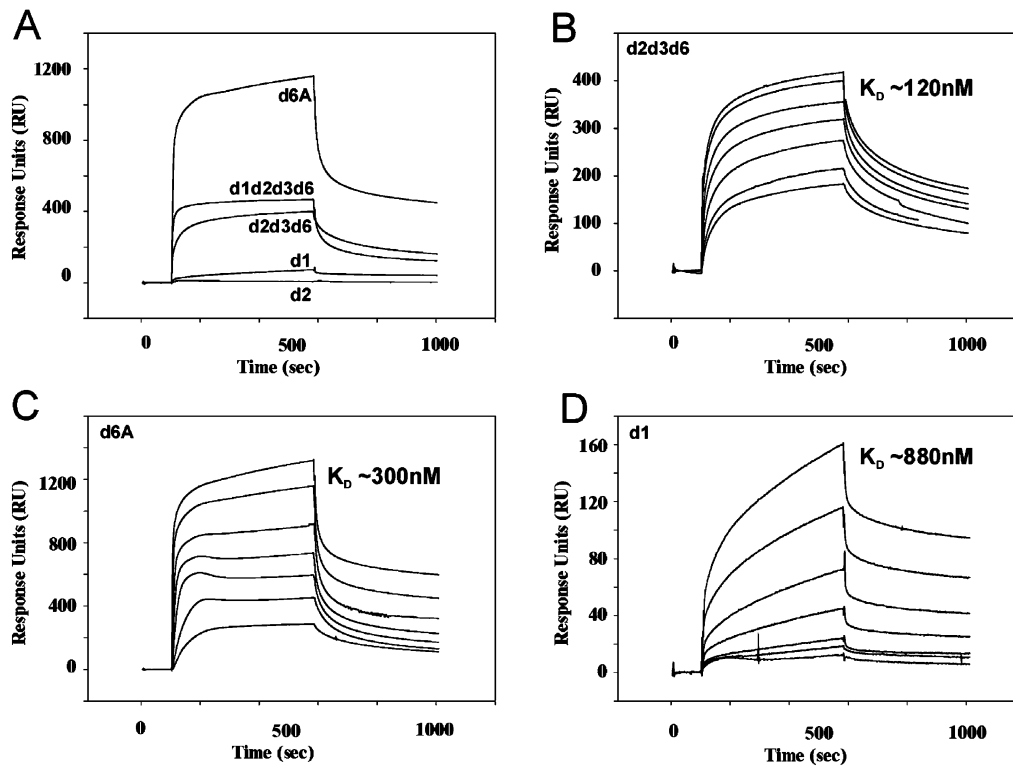 A
Response Units (RU)
1200
800
400
0
d6A
d1d2d3d6
d2d3d6
d1
d2
0 500 1000
Time (sec)
B
d2d3d6
KD ~120nM
Response Units (RU)
400
300
200
100
0
0 500 1000
Time (sec)
C
d6A
KD ~300nM
Response Units (RU)
1200
800
400
0
0 500 1000
Time (sec)
D
d1
KD ~880nM
Response Units (RU)
160
120
80
40
0
0 500 1000
Time (sec)